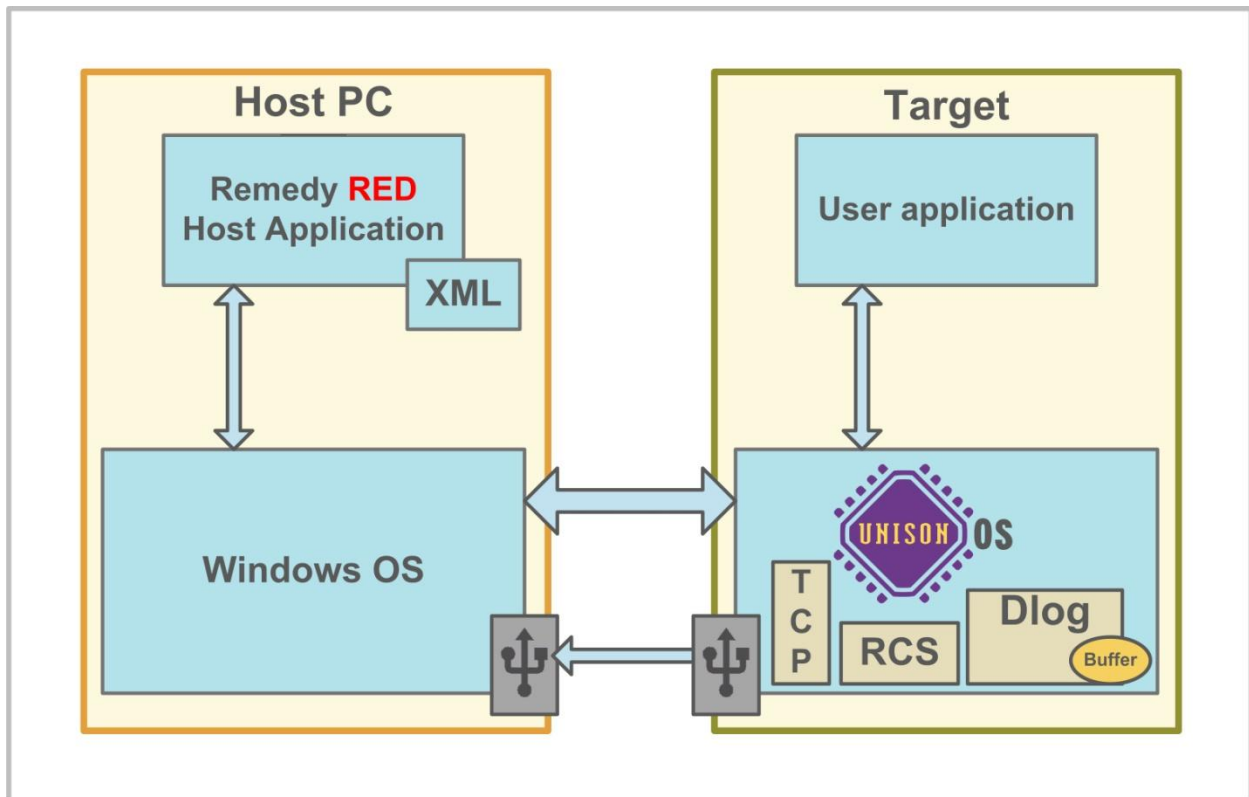 Host PC
Remedy RED
Host Application
XML
Windows OS
Target
User application
UNISON OS
T
C
P
RCS
Dlog
Buffer